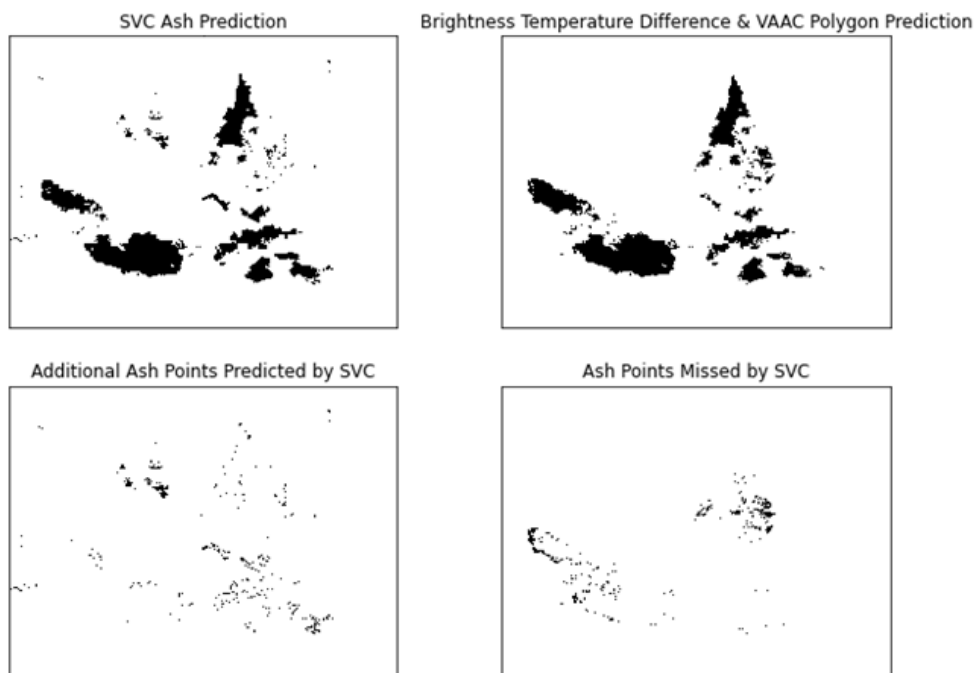 SVC Ash Prediction
Brightness Temperature Difference & VAAC Polygon Prediction
Additional Ash Points Predicted by SVC
Ash Points Missed by SVC